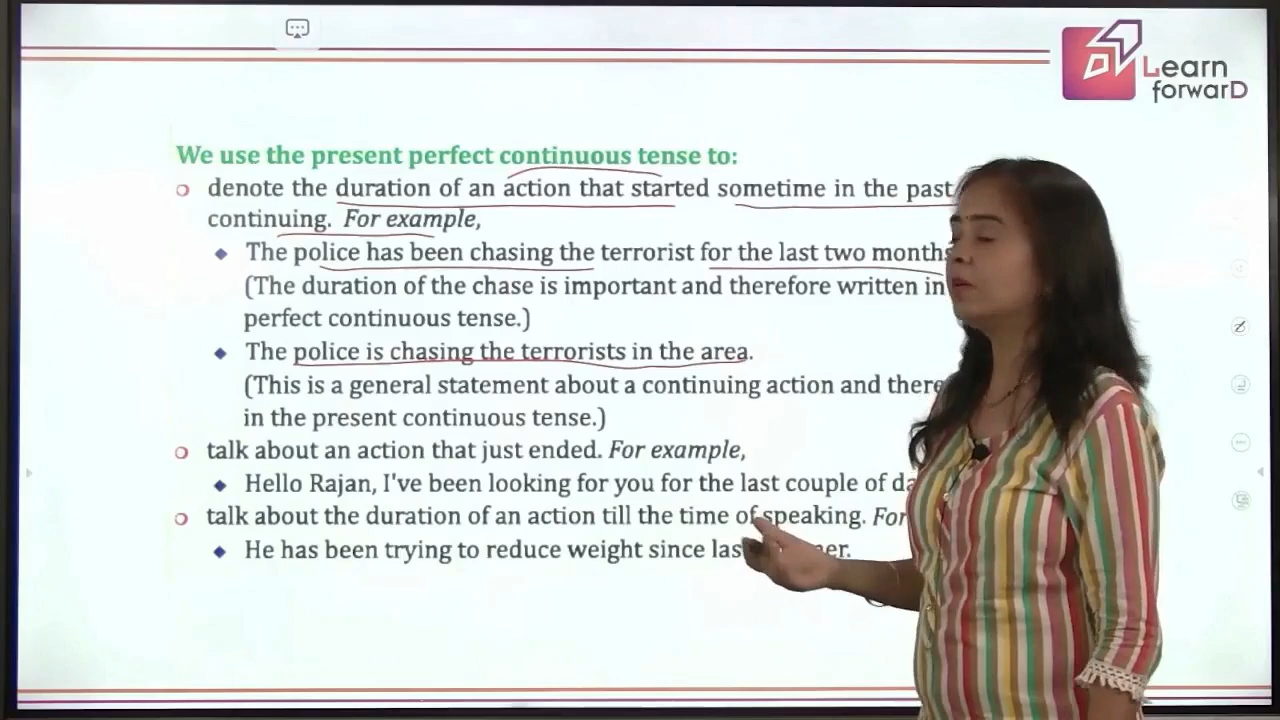 Learn
forwarD
We use the present perfect continuous tense to:
denote the duration of an action that started sometime in the past
continuing. For example,
The police has been chasing the terrorist for the last two months
(The duration of the chase is important and therefore written in
perfect continuous tense.)
The police is chasing the terrorists in the area.
(This is a general statement about a continuing action and
in the present continuous tense.)
talk about an action that just ended. For example,
Hello Rajan, I've been looking for you for the last couple of
talk about the duration of an action till the time of speaking. For
He has been trying to reduce weight since